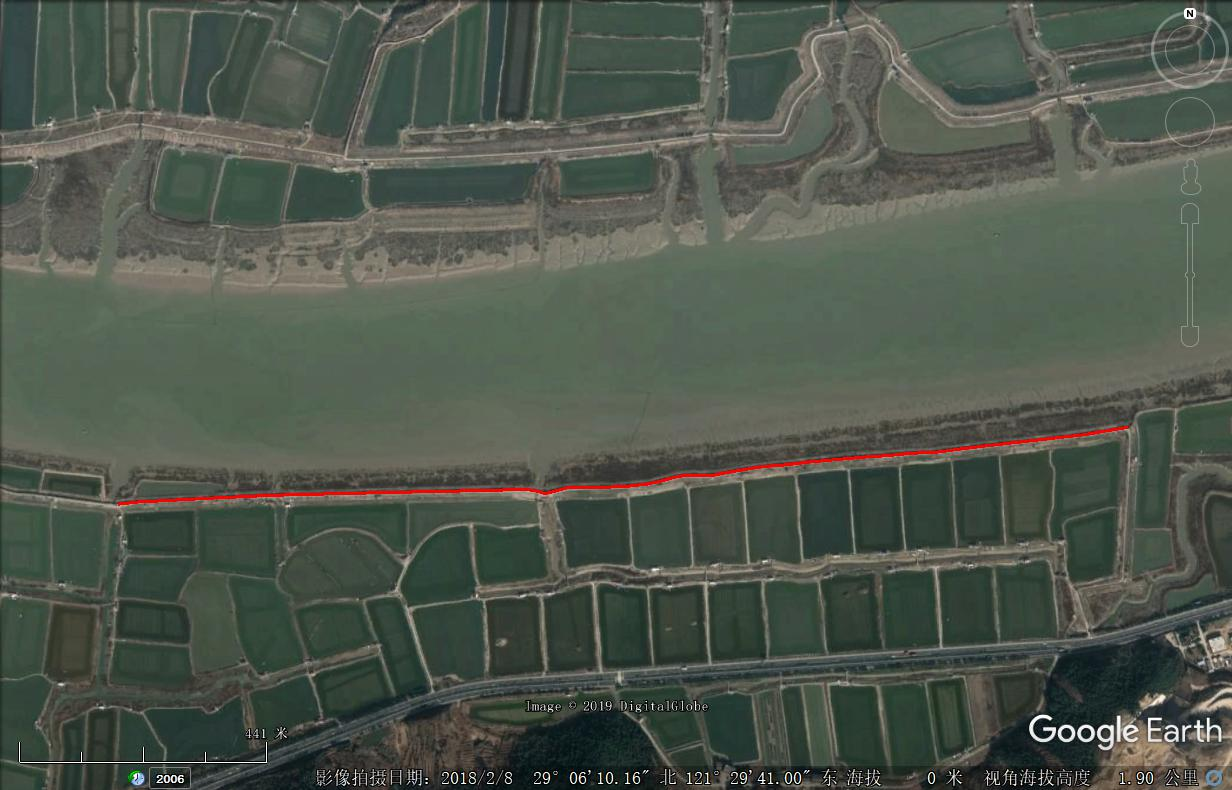 N
Image © 2019 DigitalGlobe
Google Earth
441 米
2006
影像拍摄日期: 2018/2/8 29° 06'10.16" 北 121° 29'41.00" 东 海拔 0 米 视角海拔高度 1.90 公里